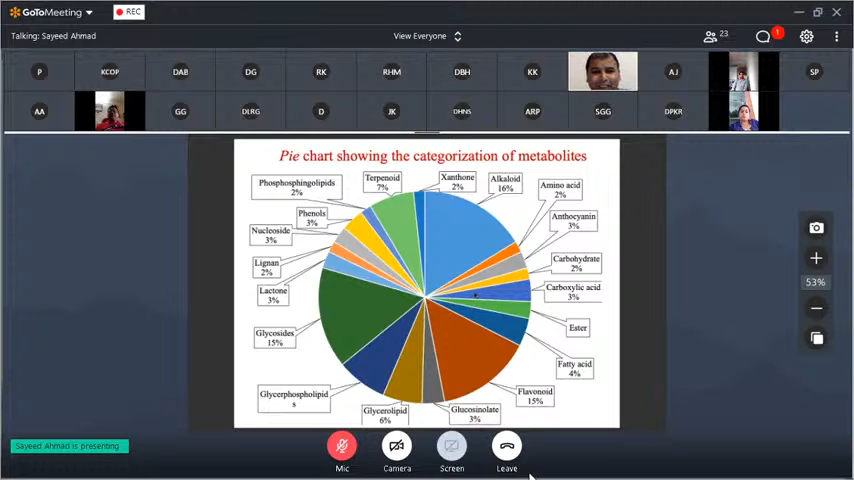 GoToMeeting
REC
Talking: Sayeed Ahmad
View Everyone
23
1
P
KCOP
DAB
DG
RK
RHM
DBH
KK
AJ
SP
AA
GG
DLRG
D
JK
DHNS
ARP
SGG
DPKR
Pie chart showing the categorization of metabolites
Xanthone
2%
Terpenoid
7%
Alkaloid
16%
Phosphosphingolipids
2%
Amino acid
2%
Phenols
3%
Anthocyanin
3%
Nucleoside
3%
Carbohydrate
2%
Lignan
2%
Carboxylic acid
3%
Lactone
3%
Ester
Glycosides
15%
Fatty acid
4%
Glycerphospholipid
s
Flavonoid
15%
Glycerolipid
6%
Glucosinolate
3%
53%
Sayeed Ahmad is presenting
Mic
Camera
Screen
Leave